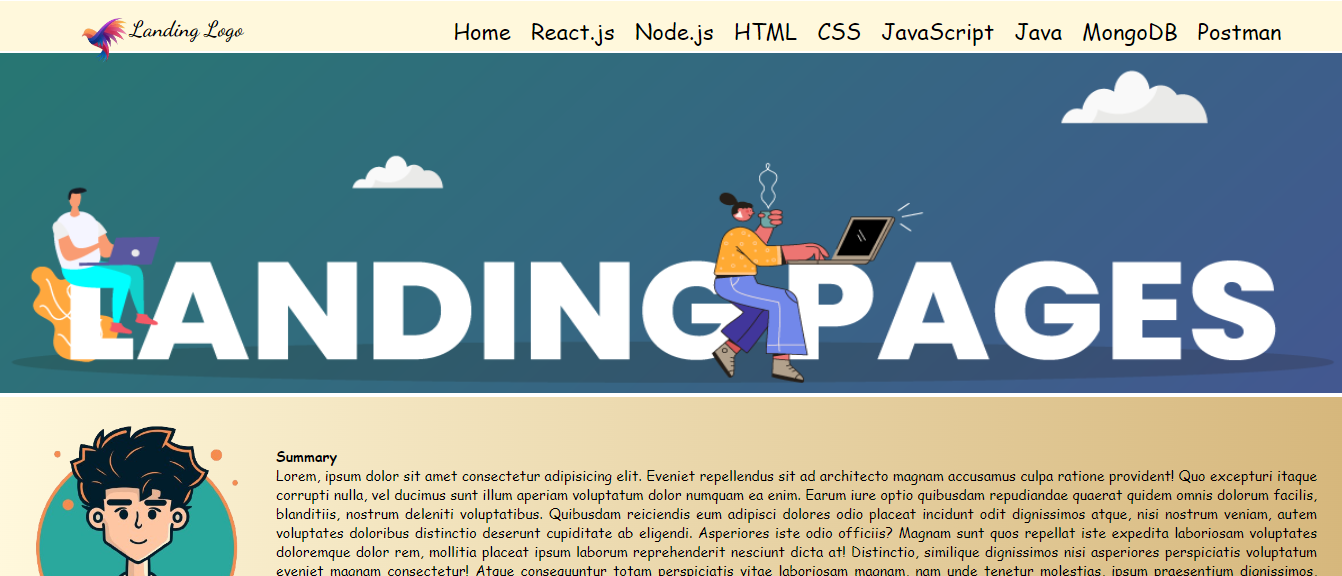 Landing Logo
Home React.js Node.js HTML CSS JavaScript Java MongoDB Postman
LANDING PAGES
Summary
Lorem, ipsum dolor sit amet consectetur adipisicing elit. Eveniet repellendus sit ad architecto magnam accusamus culpa ratione provident! Quo excepturi itaque
corrupti nulla, vel ducimus sunt illum aperiam voluptatum dolor numquam ea enim. Earum iure optio quibusdam repudiandae quaerat quidem omnis dolorum facilis,
blanditiis, nostrum deleniti voluptatibus. Quibusdam reiciendis eum adipisci dolores odio placeat incidunt odit dignissimos atque, nisi nostrum veniam, autem
voluptates doloribus distinctio deserunt cupiditate ab eligendi. Asperiores iste odio officiis? Magnam sunt quos repellat iste expedita laboriosam voluptates
doloremque dolor rem, mollitia placeat ipsum laborum reprehenderit nesciunt dicta at! Distinctio, similique dignissimos nisi asperiores perspiciatis voluptatum
eveniet magnam consectetur! Atque consequuntur totam perspiciatis vitae laboriosam magnam, nam unde tenetur molestias, ipsum praesentium dignissimos,